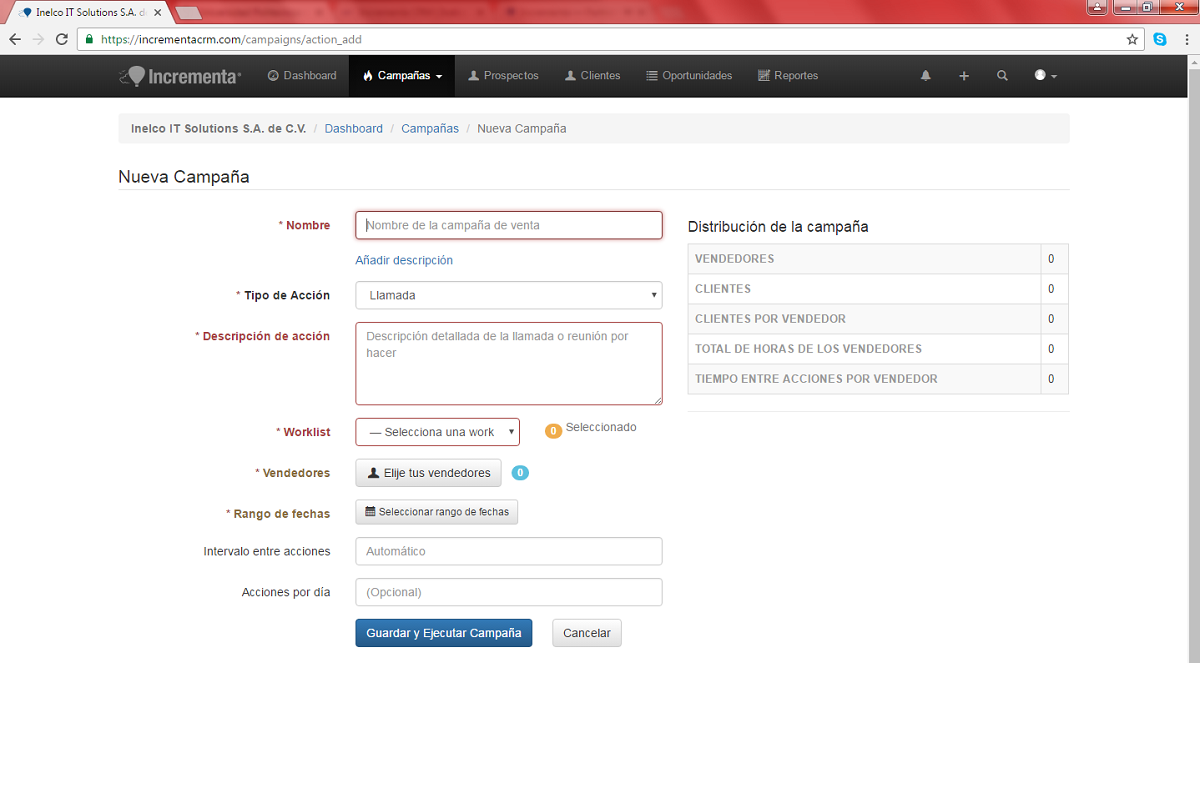 Inelco IT Solutions S.A. d
https://incrementacrm.com/campaigns/action_add
Incrementa
Dashboard
Campañas
Prospectos
Clientes
Oportunidades
Reportes
Inelco IT Solutions S.A. de C.V. / Dashboard / Campañas / Nueva Campaña
Nueva Campaña
* Nombre
Nombre de la campaña de venta
Añadir descripción
* Tipo de Acción
Llamada
* Descripción de acción
Descripción detallada de la llamada o reunión por
hacer
* Worklist
— Selecciona una work
0 Seleccionado
* Vendedores
Elije tus vendedores
0
* Rango de fechas
Seleccionar rango de fechas
Intervalo entre acciones
Automático
Acciones por día
(Opcional)
Guardar y Ejecutar Campaña
Cancelar
Distribución de la campaña
VENDEDORES 0
CLIENTES 0
CLIENTES POR VENDEDOR 0
TOTAL DE HORAS DE LOS VENDEDORES 0
TIEMPO ENTRE ACCIONES POR VENDEDOR 0